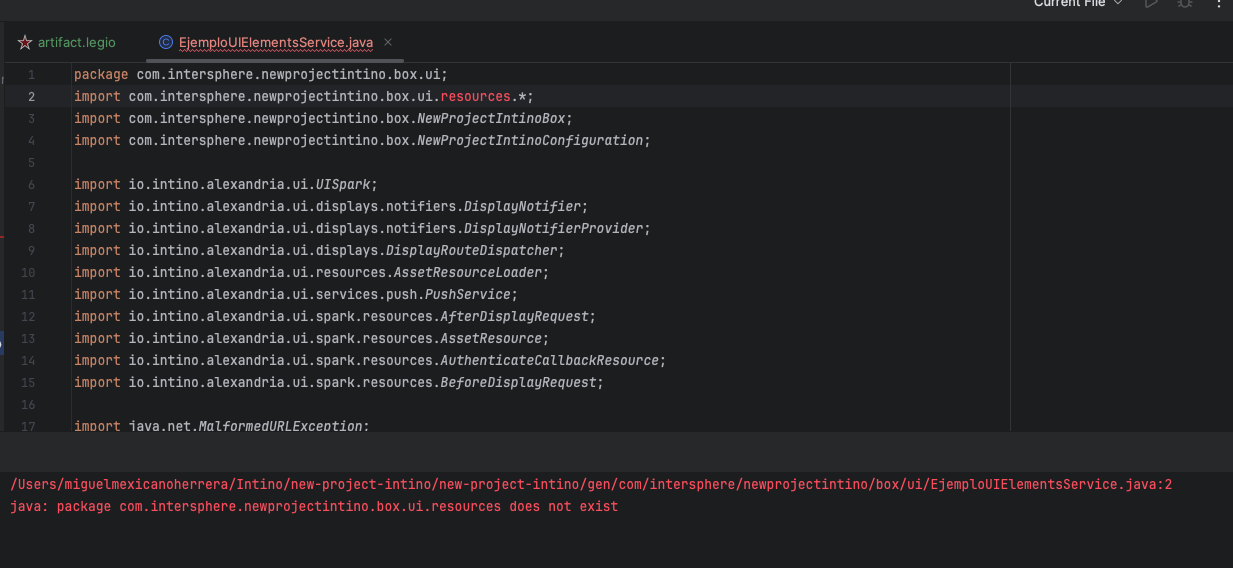 Current File
artifact.legio
EjemploUIElementsService.java
1 package com.intersphere.newprojectintino.box.ui;
2 import com.intersphere.newprojectintino.box.ui.resources.*;
3 import com.intersphere.newprojectintino.box.NewProjectIntinoBox;
4 import com.intersphere.newprojectintino.box.NewProjectIntinoConfiguration;
5
6 import io.intino.alexandria.ui.UISpark;
7 import io.intino.alexandria.ui.displays.notifiers.DisplayNotifier;
8 import io.intino.alexandria.ui.displays.notifiers.DisplayNotifierProvider;
9 import io.intino.alexandria.ui.displays.DisplayRouteDispatcher;
10 import io.intino.alexandria.ui.resources.AssetResourceLoader;
11 import io.intino.alexandria.ui.services.push.PushService;
12 import io.intino.alexandria.ui.spark.resources.AfterDisplayRequest;
13 import io.intino.alexandria.ui.spark.resources.AssetResource;
14 import io.intino.alexandria.ui.spark.resources.AuthenticateCallbackResource;
15 import io.intino.alexandria.ui.spark.resources.BeforeDisplayRequest;
16
17 import java.net.MalformedURLException;
/Users/miguelmexicanoherrera/Intino/new-project-intino/new-project-intino/gen/com/intersphere/newprojectintino/box/ui/EjemploUIElementsService.java:2
java: package com.intersphere.newprojectintino.box.ui.resources does not exist